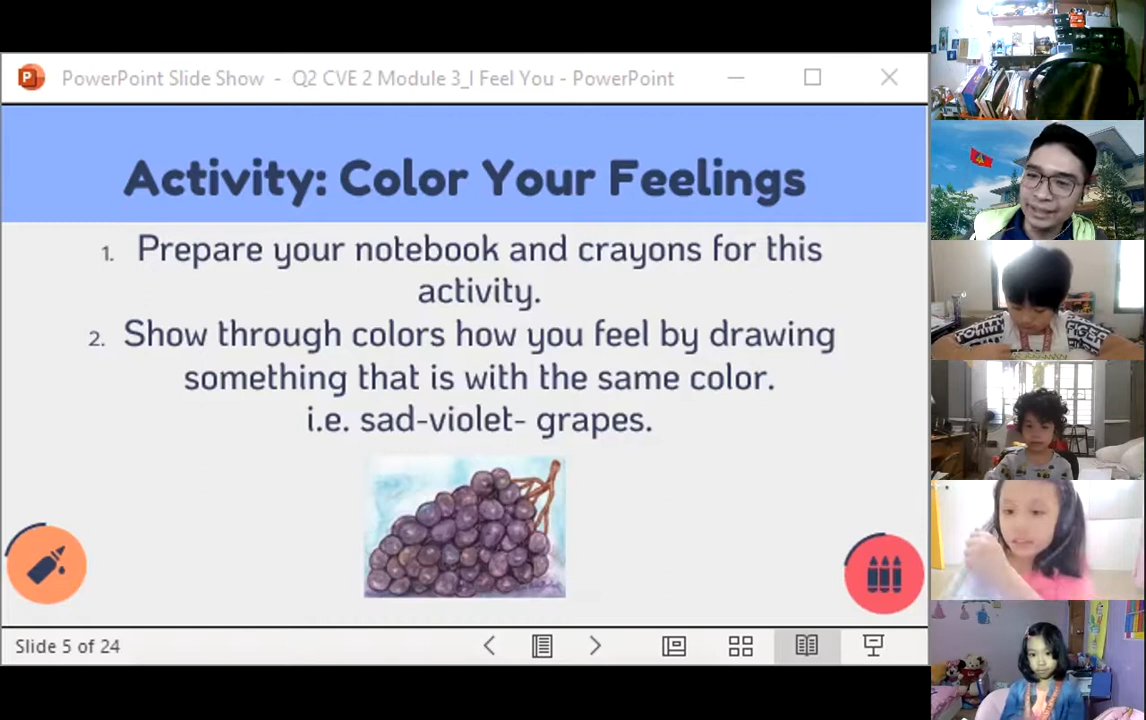 PowerPoint Slide Show - Q2 CVE 2 Module 3_I Feel You - PowerPoint
Activity: Color Your Feelings
1. Prepare your notebook and crayons for this
activity.
2. Show through colors how you feel by drawing
something that is with the same color.
i.e. sad-violet- grapes.
Slide 5 of 24